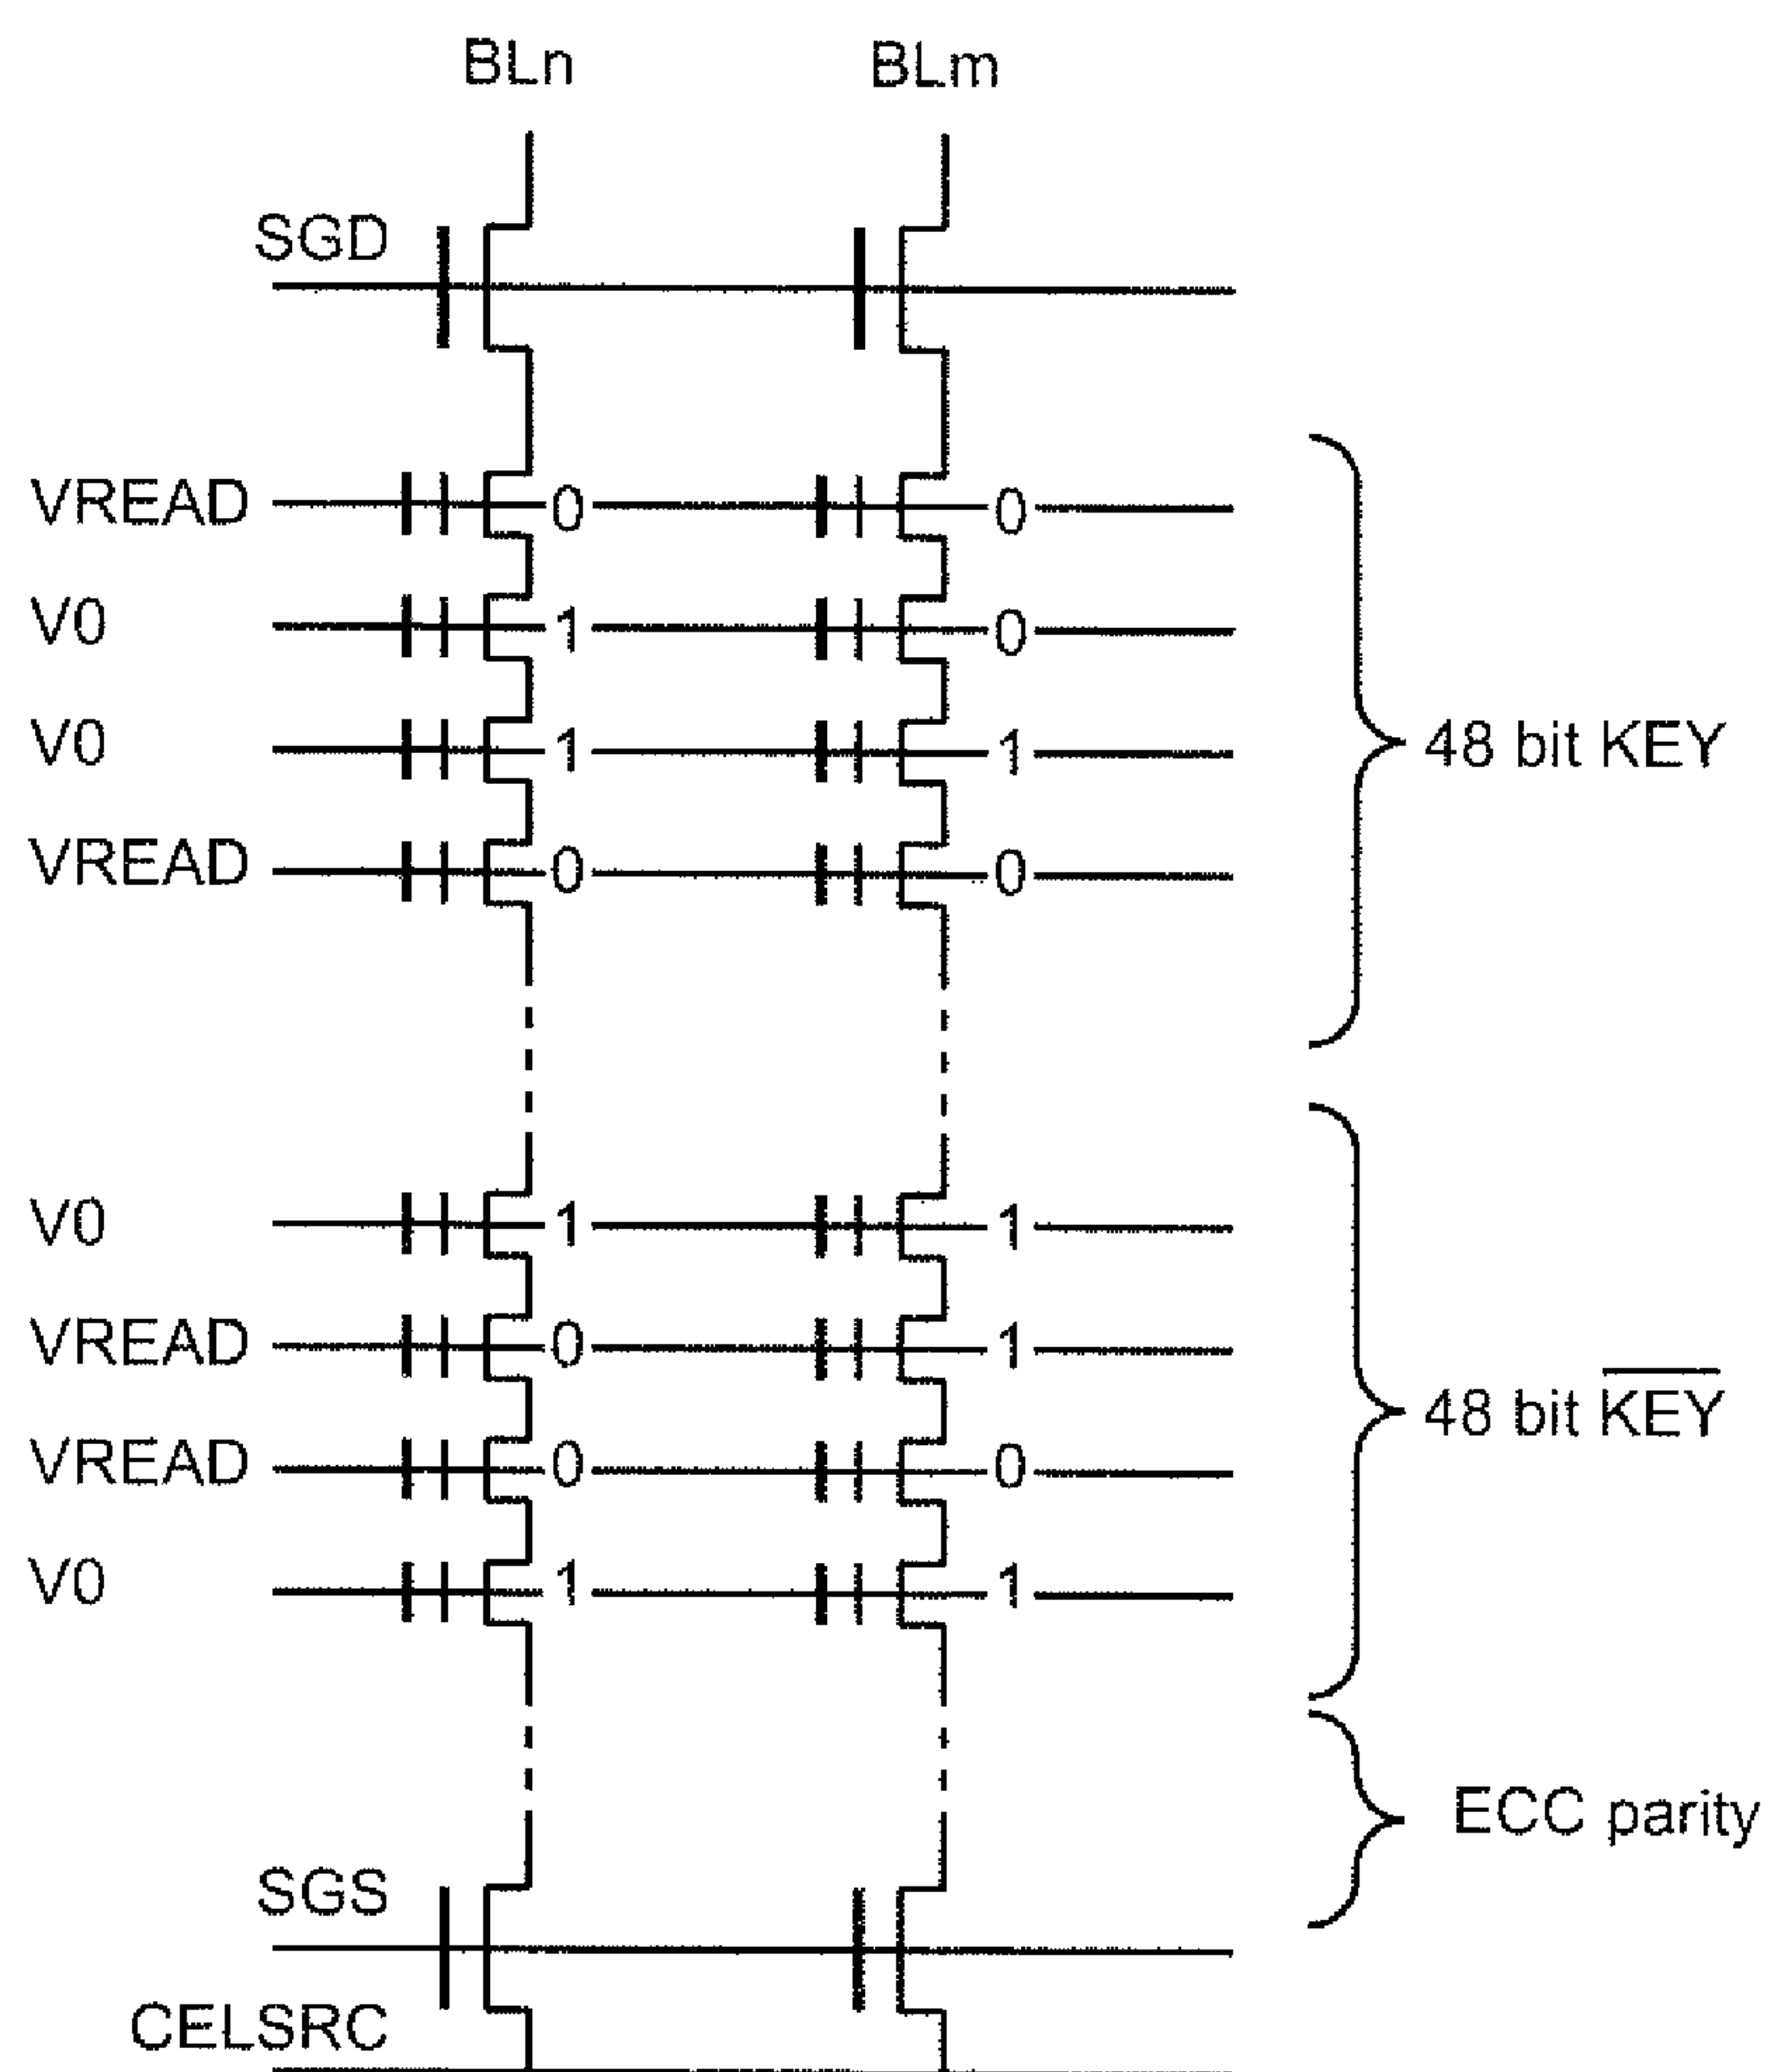 BLn BLm
SGD
VREAD 0 0
V0 1 0
V0 1 1
VREAD 0 0
48 bit KEY
V0 1 1
VREAD 0 1
VREAD 0 0
V0 1 1
48 bit K̅E̅Y̅
ECC parity
SGS
CELSRC